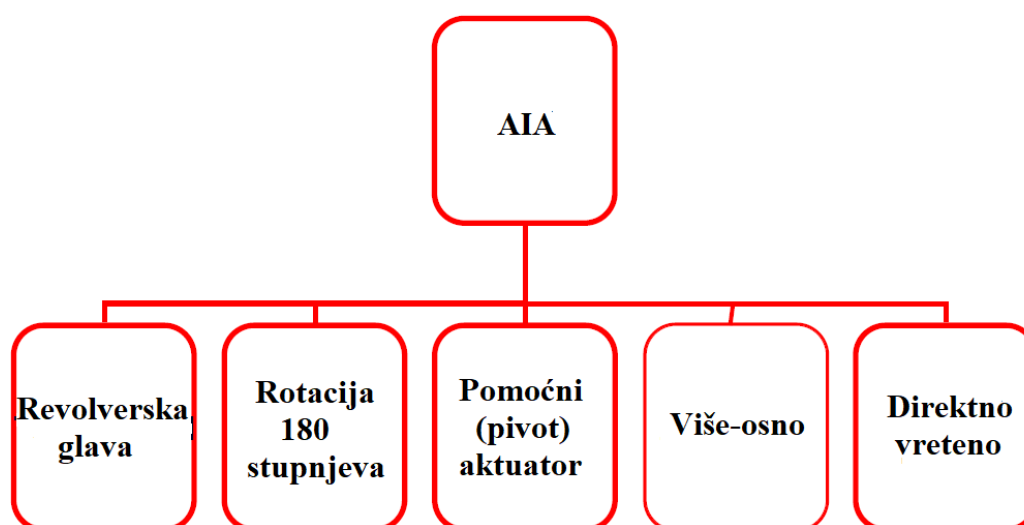 AIA
Revolverska
glava
Rotacija
180
stupnjeva
Pomoćni
(pivot)
aktuator
Više-osno
Direktno
vreteno